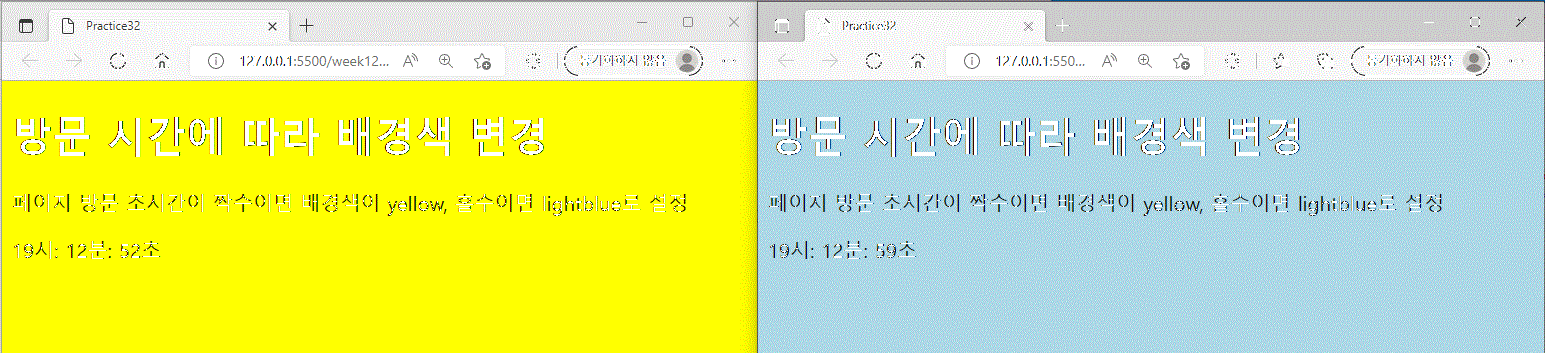 Practice32
127.0.0.1:5500/week12...
동기화하지 않음
방문 시간에 따라 배경색 변경
페이지 방문 초시간이 짝수이면 배경색이 yellow, 홀수이면 lightblue로 설정
19시: 12분: 52초
Practice32
127.0.0.1:550...
동기화하지 않음
방문 시간에 따라 배경색 변경
페이지 방문 초시간이 짝수이면 배경색이 yellow, 홀수이면 lightblue로 설정
19시: 12분: 59초